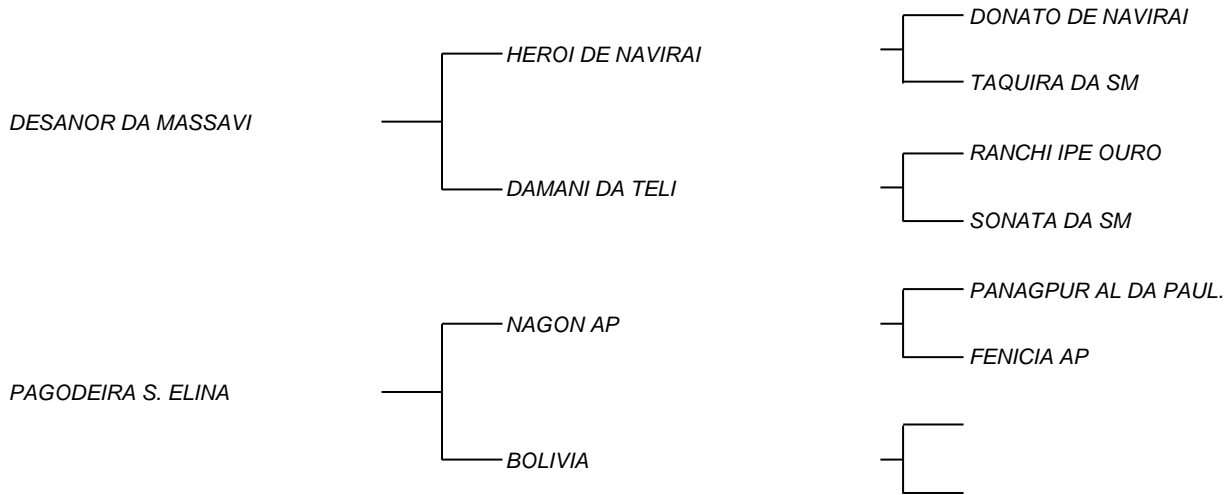 DONATO DE NAVIRAI
HEROI DE NAVIRAI
TAQUIRA DA SM
DESANOR DA MASSAVI
RANCHI IPE OURO
DAMANI DA TELI
SONATA DA SM
PANAGPUR AL DA PAUL.
NAGON AP
FENICIA AP
PAGODEIRA S. ELINA
BOLIVIA